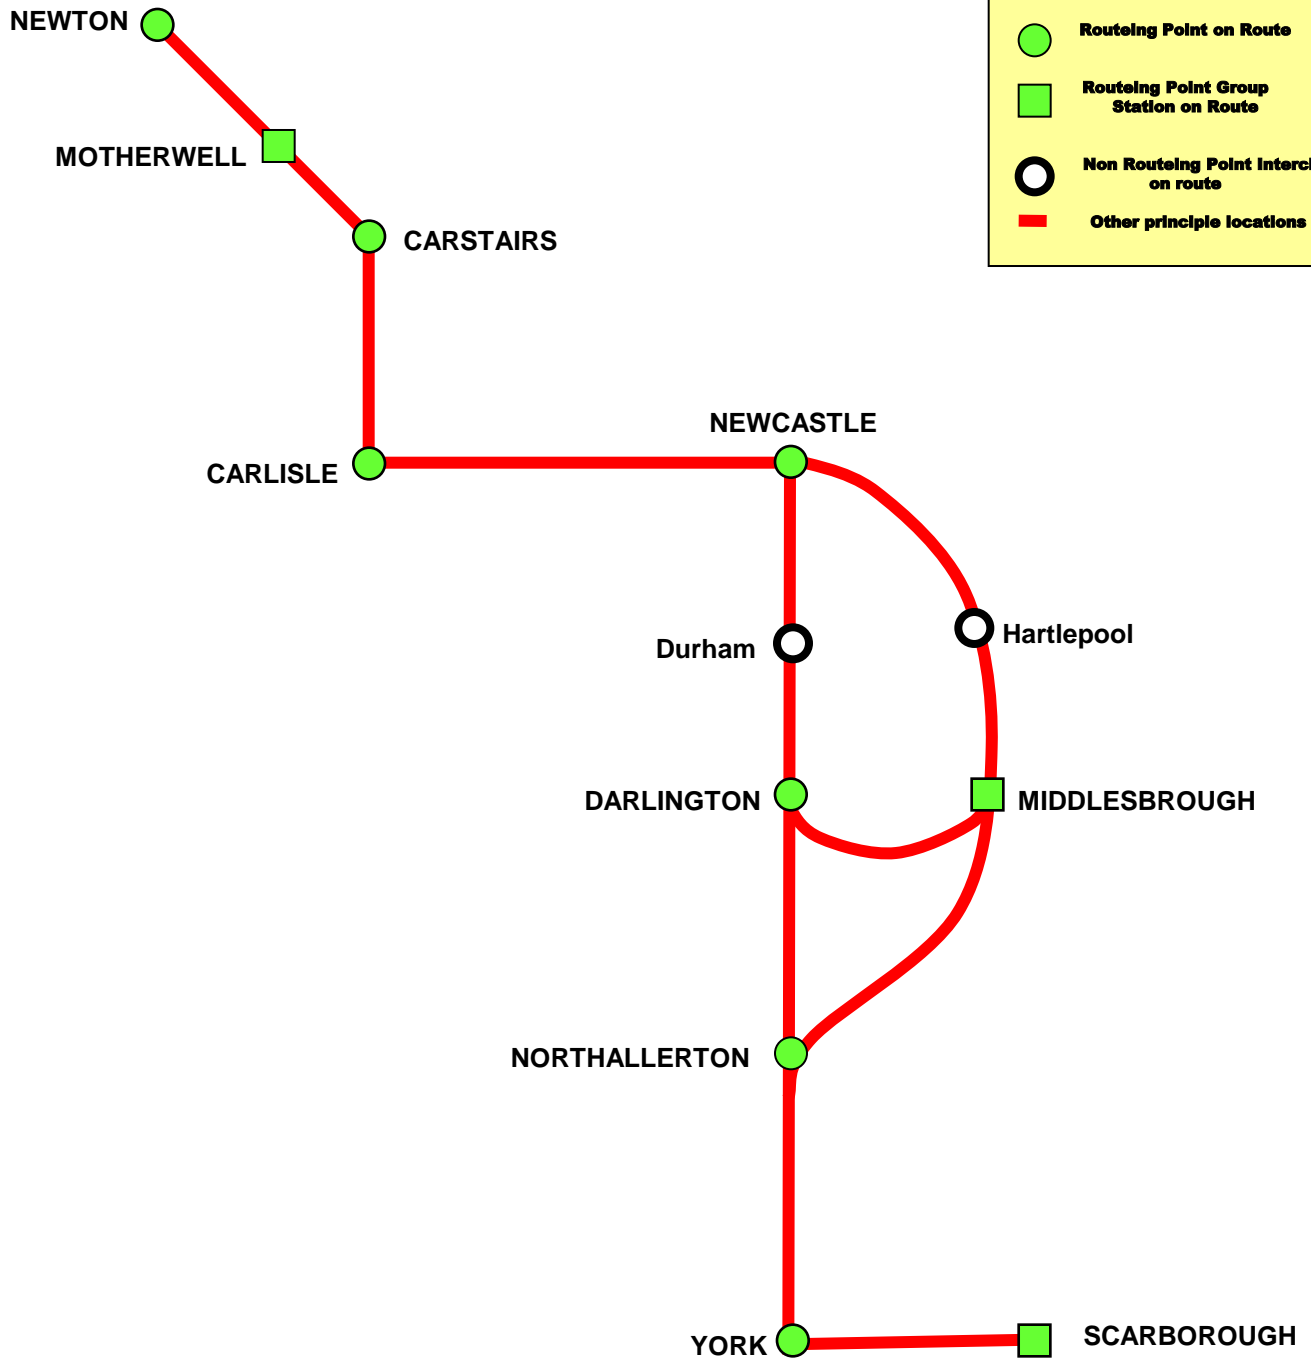 NEWTON
Routeing Point on Route
Routeing Point Group
Station on Route
MOTHERWELL
Non Routeing Point
on route
Other principle locations
CARSTAIRS
NEWCASTLE
CARLISLE
Durham
Hartlepool
DARLINGTON
MIDDLESBROUGH
NORTHALLERTON
YORK
SCARBOROUGH